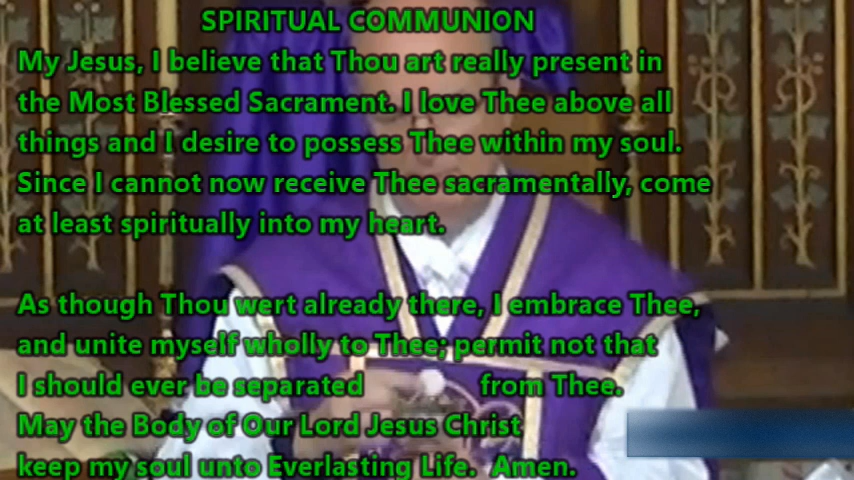 SPIRITUAL COMMUNION
My Jesus, I believe that Thou art really present in
the Most Blessed Sacrament. I love Thee above all
things and I desire to possess Thee within my soul.
Since I cannot now receive Thee sacramentally, come
at least spiritually into my heart.
As though Thou wert already there, I embrace Thee,
and unite myself wholly to Thee; permit not that
I should ever be separated from Thee.
May the Body of Our Lord Jesus Christ
keep my soul unto Everlasting Life. Amen.